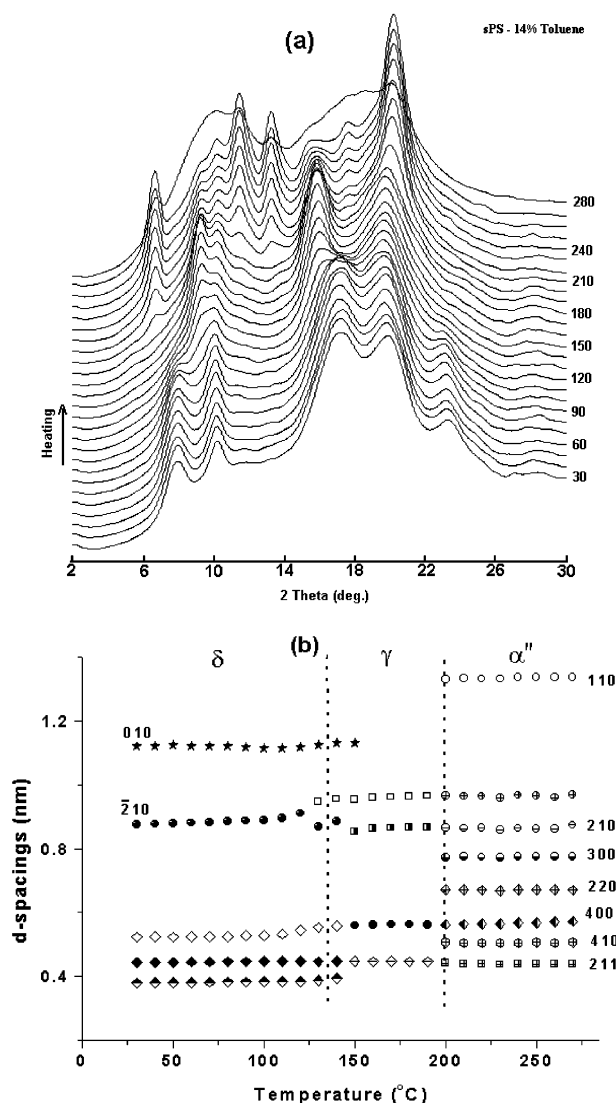 (a)
sPS - 14% Toluene
280
240
210
180
150
120
90
60
30
Heating
2 6 10 14 18 22 26 30
2 Theta (deg.)
(b)
δ γ α"
010
2̄10
110
210
300
220
400
410
211
1.2
0.8
0.4
d-spacings (nm)
0 50 100 150 200 250
Temperature (°C)